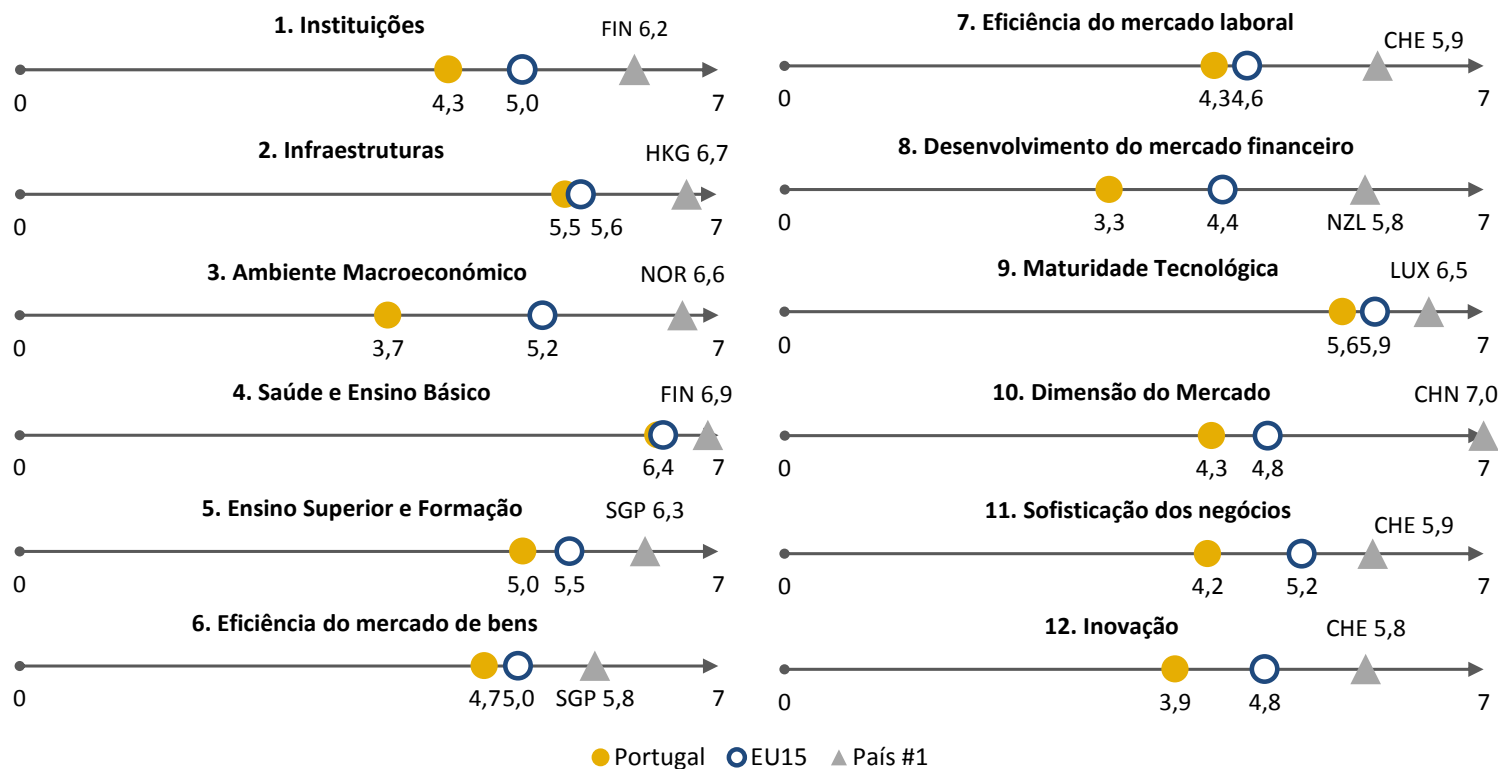 1. Instituições
FIN 6,2
0
4,3
5,0
7
2. Infraestruturas
HKG 6,7
0
5,5
5,6
7
3. Ambiente Macroeconómico
NOR 6,6
0
3,7
5,2
7
4. Saúde e Ensino Básico
FIN 6,9
0
6,4
7
5. Ensino Superior e Formação
SGP 6,3
0
5,0
5,5
7
6. Eficiência do mercado de bens
0
4,7
5,0
SGP 5,8
7
7. Eficiência do mercado laboral
CHE 5,9
0
4,3
4,6
7
8. Desenvolvimento do mercado financeiro
0
3,3
4,4
NZL 5,8
7
9. Maturidade Tecnológica
LUX 6,5
0
5,6
5,9
7
10. Dimensão do Mercado
CHN 7,0
0
4,3
4,8
7
11. Sofisticação dos negócios
CHE 5,9
0
4,2
5,2
7
12. Inovação
CHE 5,8
0
3,9
4,8
7
Portugal
EU15
País #1